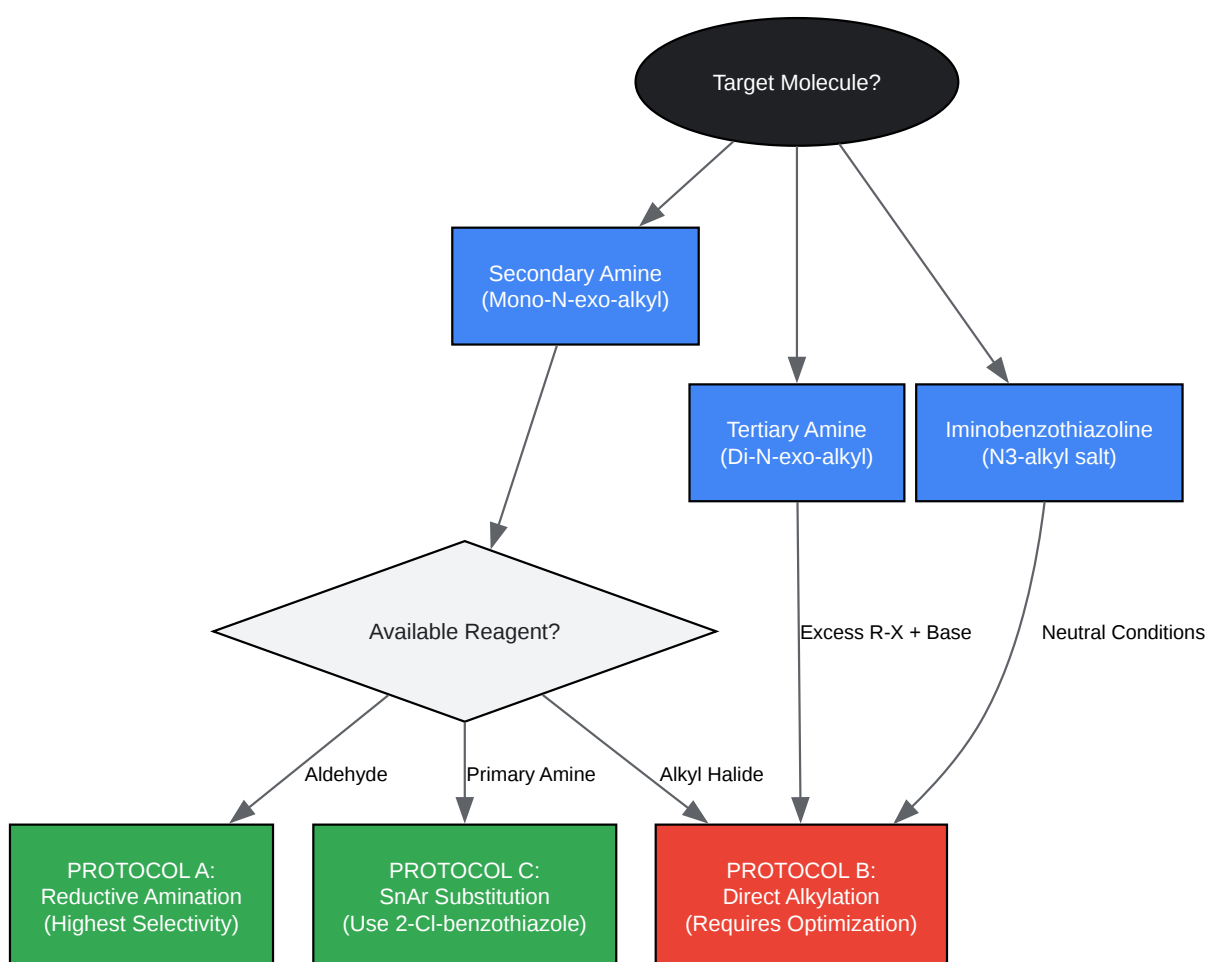 Target Molecule?
Secondary Amine
(Mono-N-exo-alkyl)
Tertiary Amine
(Di-N-exo-alkyl)
Iminobenzothiazoline
(N3-alkyl salt)
Available Reagent?
Excess R-X + Base
Neutral Conditions
Aldehyde
Primary Amine
Alkyl Halide
PROTOCOL A:
Reductive Amination
(Highest Selectivity)
PROTOCOL C:
SnAr Substitution
(Use 2-Cl-benzothiazole)
PROTOCOL B:
Direct Alkylation
(Requires Optimization)